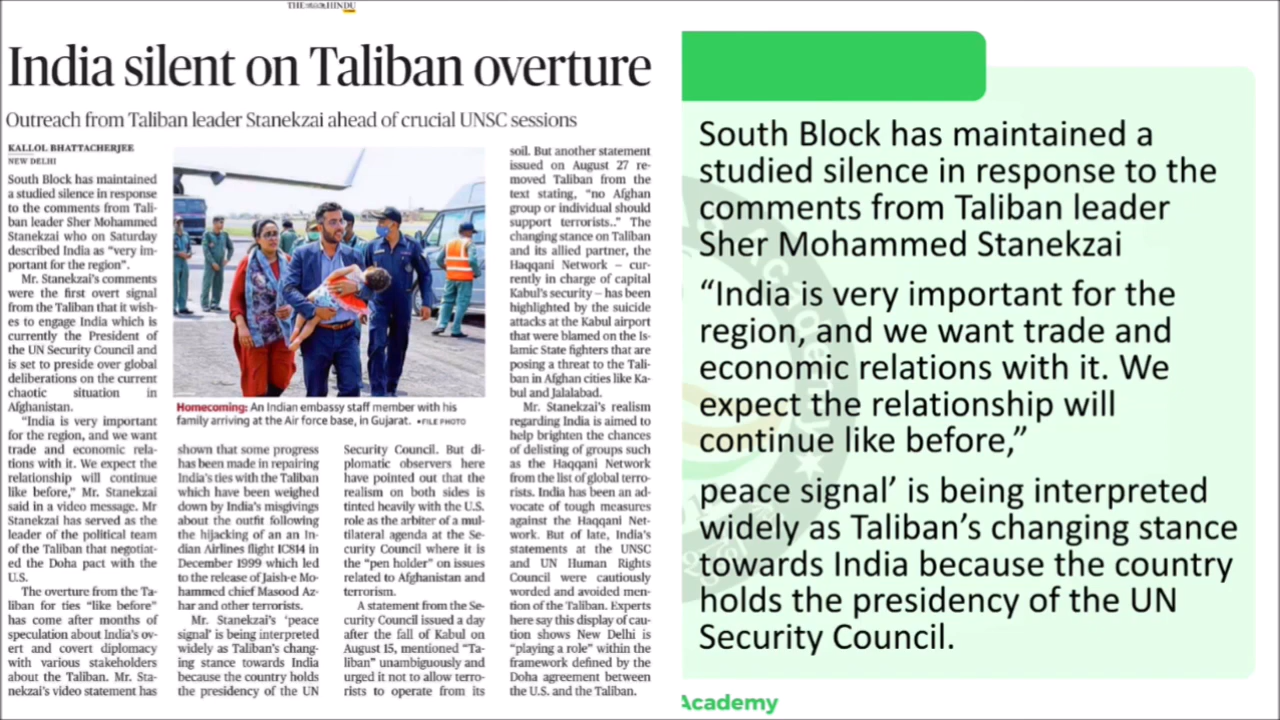 THE HINDU
India silent on Taliban overture
Outreach from Taliban leader Stanekzai ahead of crucial UNSC sessions
KALLOL BHATTACHERJEE
NEW DELHI
South Block has maintained
a studied silence in response
to the comments from Tali-
ban leader Sher Mohammed
Stanekzai who on Saturday
described India as "very im-
portant for the region".
Mr. Stanekzai's comments
were the first overt signal
from the Taliban that it wish-
es to engage India which is
currently the President of
the UN Security Council and
is set to preside over global
deliberations on the current
chaotic situation in
Afghanistan.
"India is very important
for the region, and we want
trade and economic rela-
tions with it. We expect the
relationship will continue
like before," Mr. Stanekzai
said in a video message. Mr
Stanekzai has served as the
leader of the political team
of the Taliban that negotiat-
ed the Doha pact with the
U.S.
The overture from the Ta-
liban for ties "like before"
has come after months of
speculation about India's ov-
ert and covert diplomacy
with various stakeholders
about the Taliban. Mr. Sta-
nekzai's video statement has
Homecoming: An Indian embassy staff member with his
family arriving at the Air force base, in Gujarat. •FILE PHOTO
shown that some progress
has been made in repairing
India's ties with the Taliban
which have been weighed
down by India's misgivings
about the outfit following
the hijacking of an an In-
dian Airlines flight IC814 in
December 1999 which led
to the release of Jaish-e Mo-
hammed chief Masood Az-
har and other terrorists.
Mr. Stanekzai's 'peace
signal' is being interpreted
widely as Taliban's chang-
ing stance towards India
because the country holds
the presidency of the UN
Security Council. But di-
plomatic observers here
have pointed out that the
realism on both sides is
tinted heavily with the U.S.
role as the arbiter of a mul-
tilateral agenda at the Se-
curity Council where it is
the "pen holder" on issues
related to Afghanistan and
terrorism.
A statement from the Se-
curity Council issued a day
after the fall of Kabul on
August 15, mentioned "Ta-
liban" unambiguously and
urged it not to allow terro-
rists to operate from its
soil. But another statement
issued on August 27 re-
moved Taliban from the
text stating, "no Afghan
group or individual should
support terrorists.." The
changing stance on Taliban
and its allied partner, the
Haqqani Network – cur-
rently in charge of capital
Kabul's security – has been
highlighted by the suicide
attacks at the Kabul airport
that were blamed on the Is-
lamic State fighters that are
posing a threat to the Tali-
ban in Afghan cities like Ka-
bul and Jalalabad.
Mr. Stanekzai's realism
regarding India is aimed to
help brighten the chances
of delisting of groups such
as the Haqqani Network
from the list of global terro-
rists. India has been an ad-
vocate of tough measures
against the Haqqani Net-
work. But of late, India's
statements at the UNSC
and UN Human Rights
Council were cautiously
worded and avoided men-
tion of the Taliban. Experts
here say this display of cau-
tion shows New Delhi is
"playing a role" within the
framework defined by the
Doha agreement between
the U.S. and the Taliban.
South Block has maintained a
studied silence in response to the
comments from Taliban leader
Sher Mohammed Stanekzai
“India is very important for the
region, and we want trade and
economic relations with it. We
expect the relationship will
continue like before,”
peace signal’ is being interpreted
widely as Taliban’s changing stance
towards India because the country
holds the presidency of the UN
Security Council.
Academy